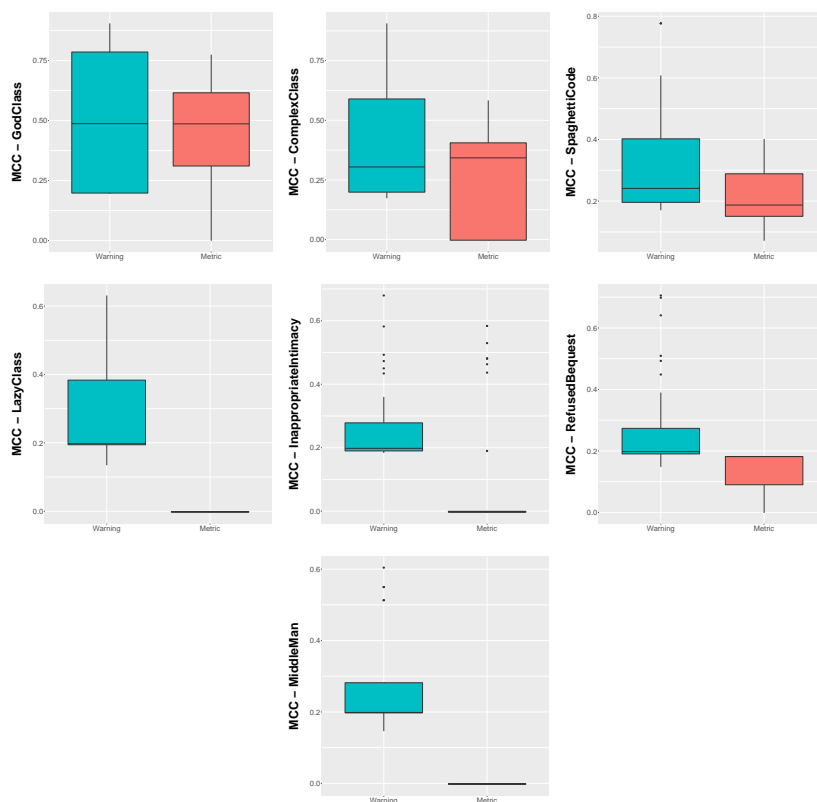 MCC – GodClass
0.75
0.50
0.25
0.00
Warning
Metric
MCC – ComplexClass
0.75
0.50
0.25
0.00
Warning
Metric
MCC – SpaghettiCode
0.8
0.6
0.4
0.2
Warning
Metric
MCC – LazyClass
0.6
0.4
0.2
0.0
Warning
Metric
MCC – InappropriateIntimacy
0.6
0.4
0.2
0.0
Warning
Metric
MCC – RefusedBequest
0.6
0.4
0.2
0.0
Warning
Metric
MCC – MiddleMan
0.6
0.4
0.2
0.0
Warning
Metric